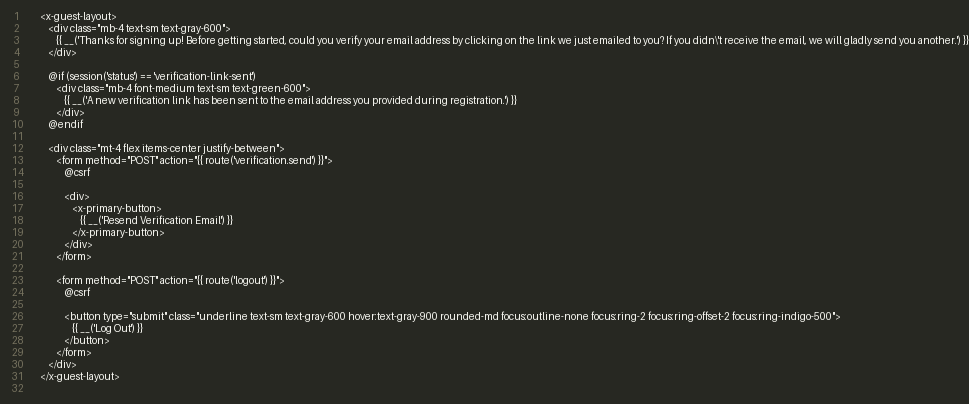 1 <x-guest-layout>
2 <div class="mb-4 text-sm text-gray-600">
3 {{ __('Thanks for signing up! Before getting started, could you verify your email address by clicking on the link we just emailed to you? If you didn\'t receive the email, we will gladly send you another.') }}
4 </div>
5
6 @if (session('status') == 'verification-link-sent')
7 <div class="mb-4 font-medium text-sm text-green-600">
8 {{ __('A new verification link has been sent to the email address you provided during registration.') }}
9 </div>
10 @endif
11
12 <div class="mt-4 flex items-center justify-between">
13 <form method="POST" action="{{ route('verification.send') }}">
14 @csrf
15
16 <div>
17 <x-primary-button>
18 {{ __('Resend Verification Email') }}
19 </x-primary-button>
20 </div>
21 </form>
22
23 <form method="POST" action="{{ route('logout') }}">
24 @csrf
25
26 <button type="submit" class="underline text-sm text-gray-600 hover:text-gray-900 rounded-md focus:outline-none focus:ring-2 focus:ring-offset-2 focus:ring-indigo-500">
27 {{ __('Log Out') }}
28 </button>
29 </form>
30 </div>
31 </x-guest-layout>
32